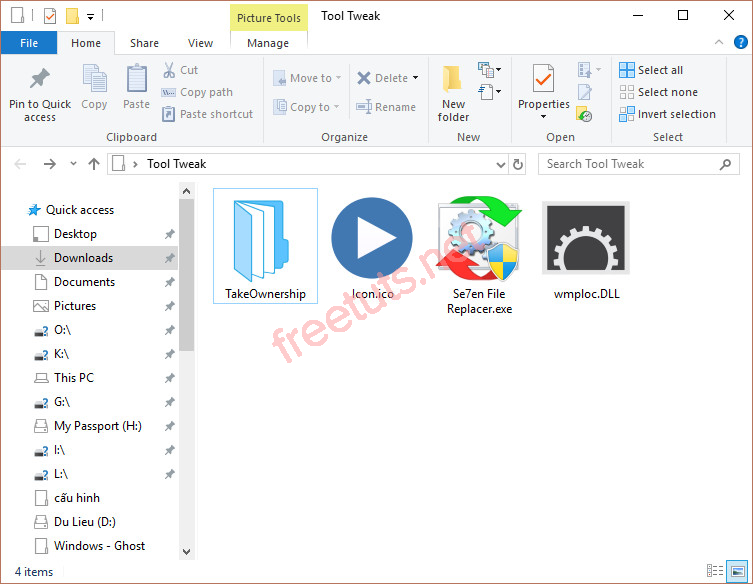 Picture Tools
Tool Tweak
File
Home
Share
View
Manage
?
Pin to Quick
access
Copy
Paste
Cut
Copy path
Paste shortcut
Clipboard
Move to
Copy to
Delete
Rename
Organize
New
folder
New
Properties
Open
Select all
Select none
Invert selection
Select
Tool Tweak
Search Tool Tweak
Quick access
Desktop
Downloads
Documents
Pictures
O:\
K:\
This PC
G:\
My Passport (H:)
I:\
L:\
cấu hinh
Du Lieu (D:)
Windows - Ghost
TakeOwnership
Icon.ico
Se7en File
Replacer.exe
wmploc.DLL
freetuts.net
4 items